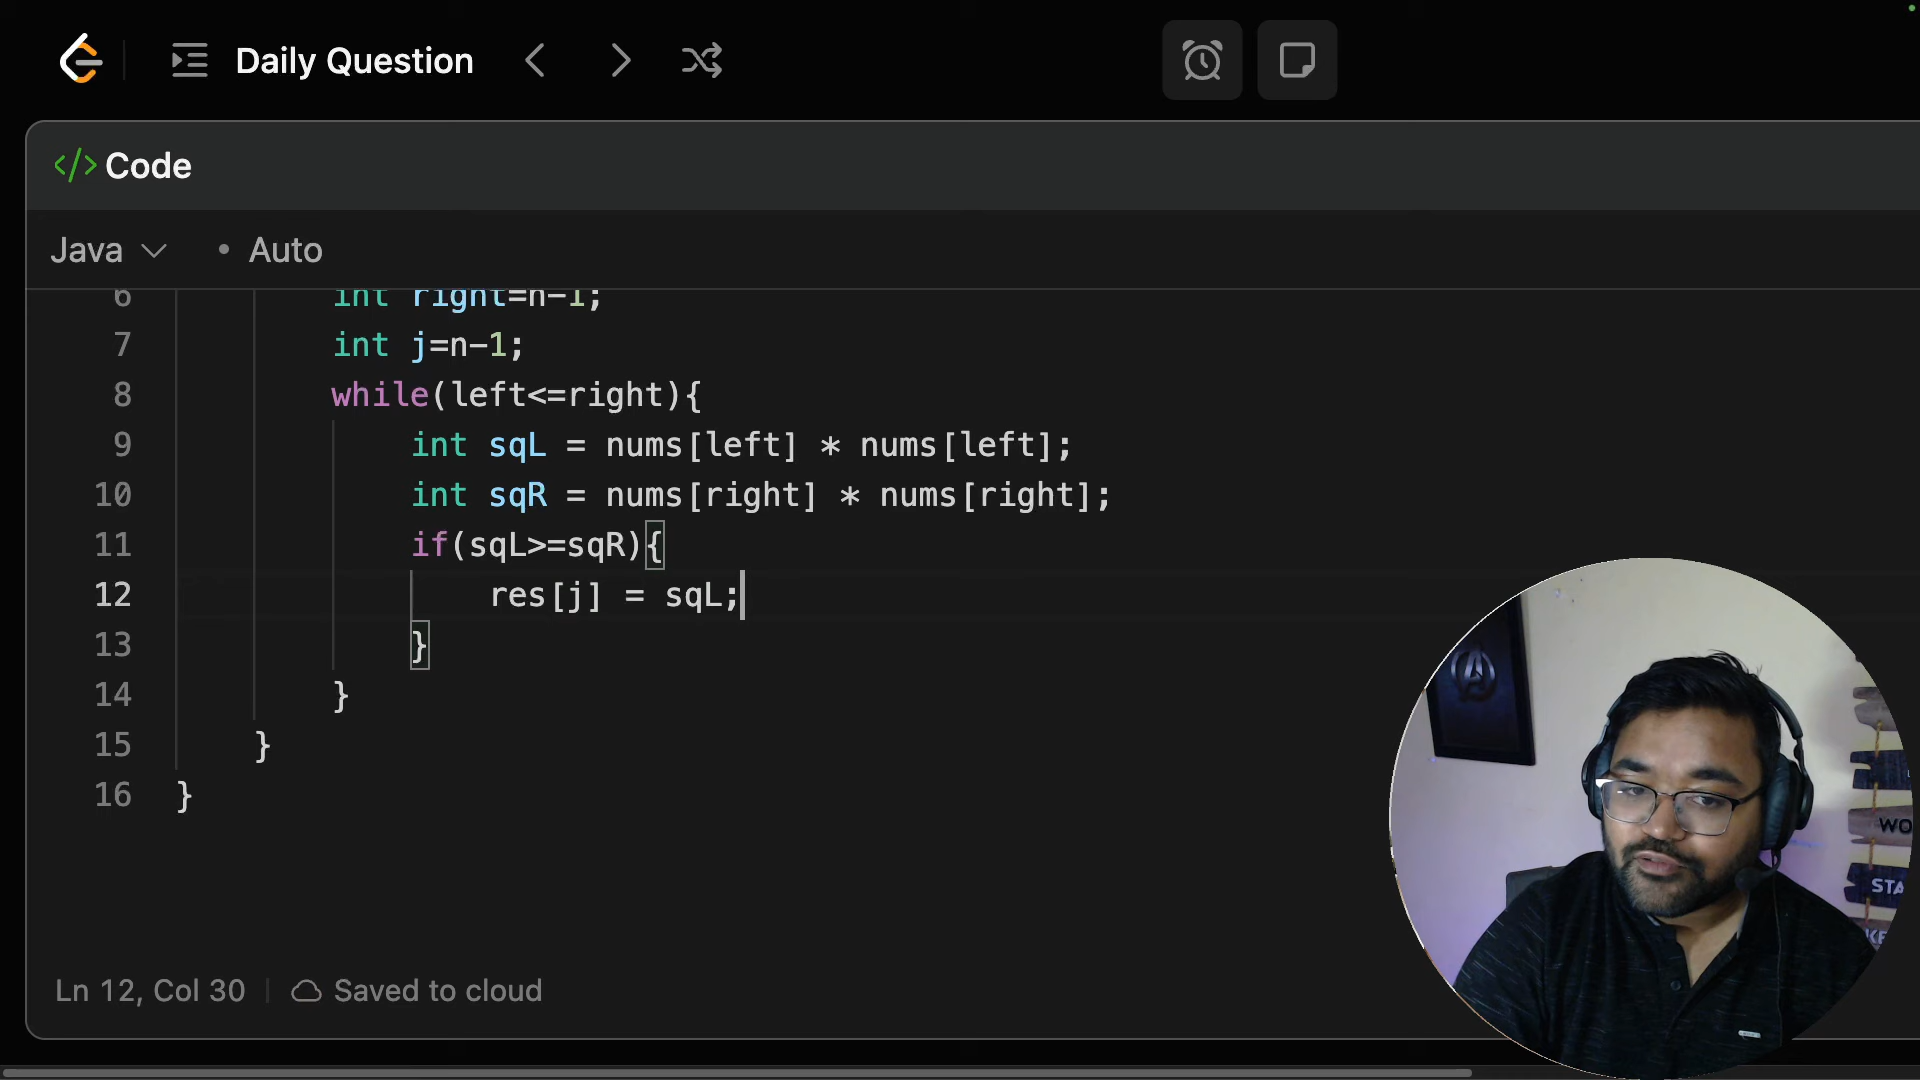 Daily Question
</> Code
Java • Auto
6 int right=n-1;
7 int j=n-1;
8 while(left<=right){
9 int sqL = nums[left] * nums[left];
10 int sqR = nums[right] * nums[right];
11 if(sqL>=sqR){
12 res[j] = sqL;
13 }
14 }
15 }
16 }
WO
STA
KE
Ln 12, Col 30 Saved to cloud